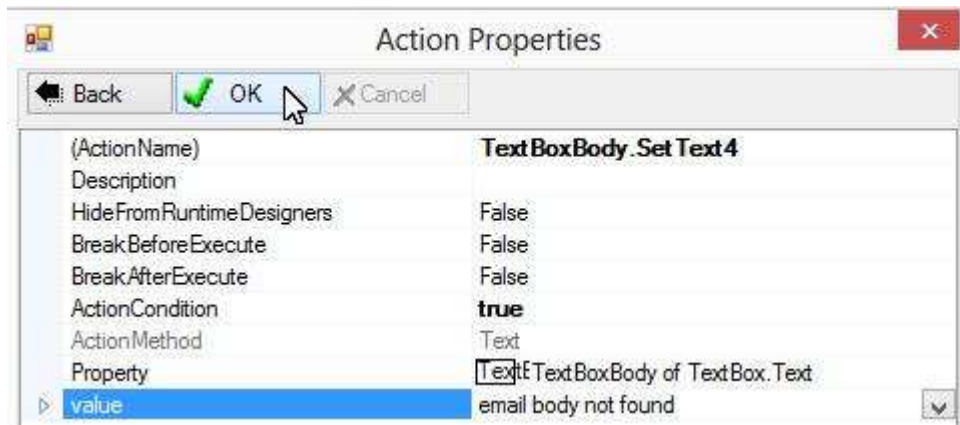 Action Properties
Back OK Cancel
(ActionName) TextBoxBody.SetText4
Description
HideFromRuntimeDesigners False
BreakBeforeExecute False
BreakAfterExecute False
ActionCondition true
ActionMethod Text
Property TextE TextBoxBody of TextBox.Text
value email body not found